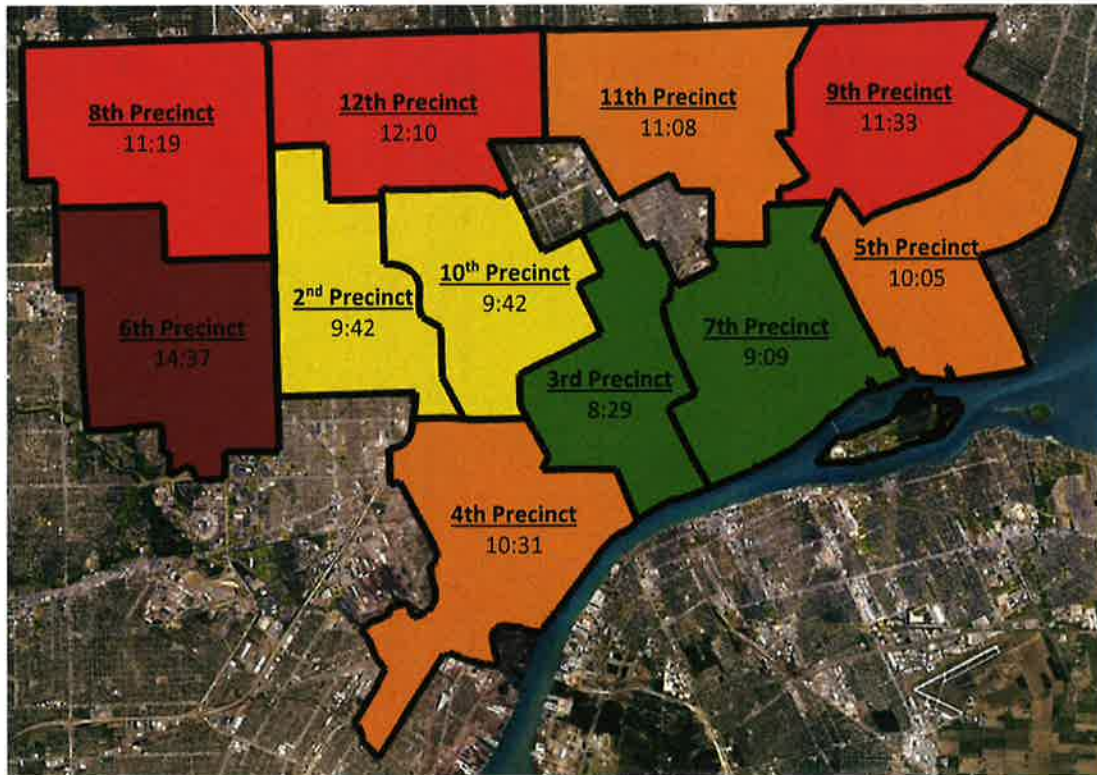 8th Precinct
11:19
12th Precinct
12:10
11th Precinct
11:08
9th Precinct
11:33
6th Precinct
14:37
2nd Precinct
9:42
10th Precinct
9:42
3rd Precinct
8:29
7th Precinct
9:09
5th Precinct
10:05
4th Precinct
10:31